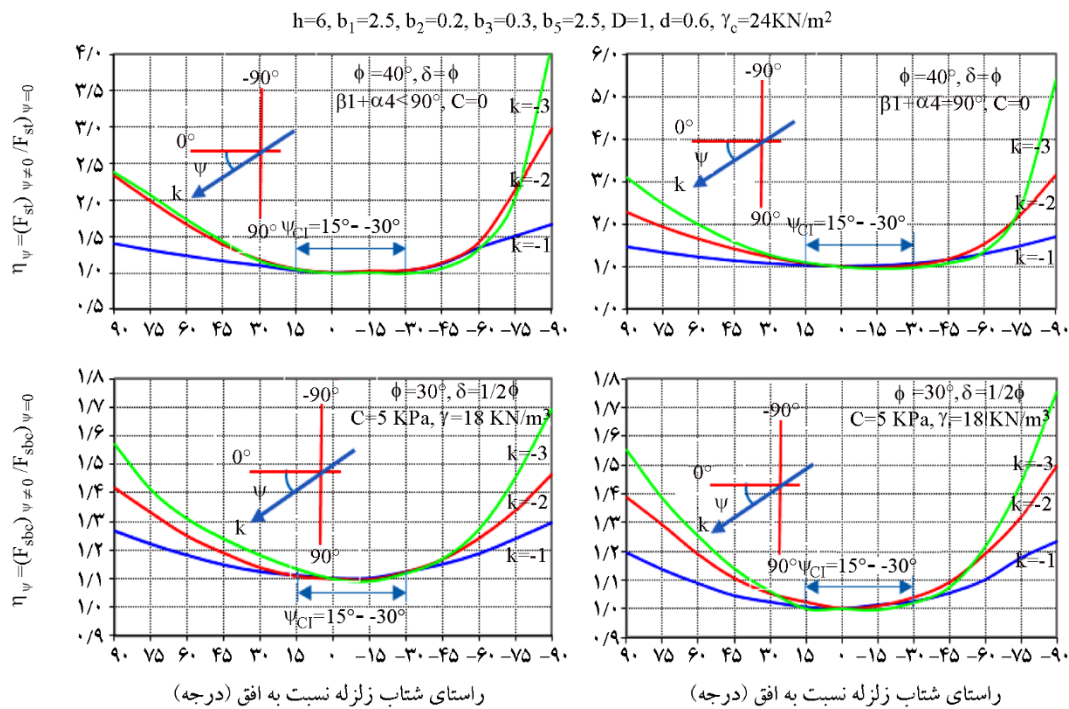 h=6, b₁=2.5, b₂=0.2, b₃=0.3, b₅=2.5, D=1, d=0.6, γ_c=24KN/m²
η_ψ=(F_st)ψ≠0/F_st)ψ=0
۴/۰
۳/۵
۳/۰
۲/۵
۲/۰
۱/۵
۱/۰
۰/۵
ϕ=40°, δ=ϕ
β1+α4<90°, C=0
-90°
0°
ψ
k
90°
ψ_CI=15°- -30°
k=-3
k=-2
k=-1
۹۰ ۷۵ ۶۰ ۴۵ ۳۰ ۱۵ ۰ −۱۵ −۳۰ −۴۵ −۶۰ −۷۵ −۹۰
۶/۰
۵/۰
۴/۰
۳/۰
۲/۰
۱/۰
۰/۰
ϕ=40°, δ=ϕ
β1+α4=90°, C=0
-90°
0°
ψ
k
90°
ψ_CI=15°- -30°
k=-3
k=-2
k=-1
۹۰ ۷۵ ۶۰ ۴۵ ۳۰ ۱۵ ۰ −۱۵ −۳۰ −۴۵ −۶۰ −۷۵ −۹۰
η_ψ=(F_sbc)ψ≠0/F_sbc)ψ=0
۱/۸
۱/۷
۱/۶
۱/۵
۱/۴
۱/۳
۱/۲
۱/۱
۱/۰
۰/۹
ϕ=30°, δ=1/2ϕ
C=5 KPa, γ=18 KN/m³
-90°
0°
ψ
k
90°
ψ_CI=15°- -30°
k=-3
k=-2
k=-1
۹۰ ۷۵ ۶۰ ۴۵ ۳۰ ۱۵ ۰ −۱۵ −۳۰ −۴۵ −۶۰ −۷۵ −۹۰
راستای شتاب زلزله نسبت به افق (درجه)
۱/۸
۱/۷
۱/۶
۱/۵
۱/۴
۱/۳
۱/۲
۱/۱
۱/۰
۰/۹
ϕ=30°, δ=1/2ϕ
C=5 KPa, γ=18 KN/m³
-90°
0°
ψ
k
90°
ψ_CI=15°- -30°
k=-3
k=-2
k=-1
۹۰ ۷۵ ۶۰ ۴۵ ۳۰ ۱۵ ۰ −۱۵ −۳۰ −۴۵ −۶۰ −۷۵ −۹۰
راستای شتاب زلزله نسبت به افق (درجه)